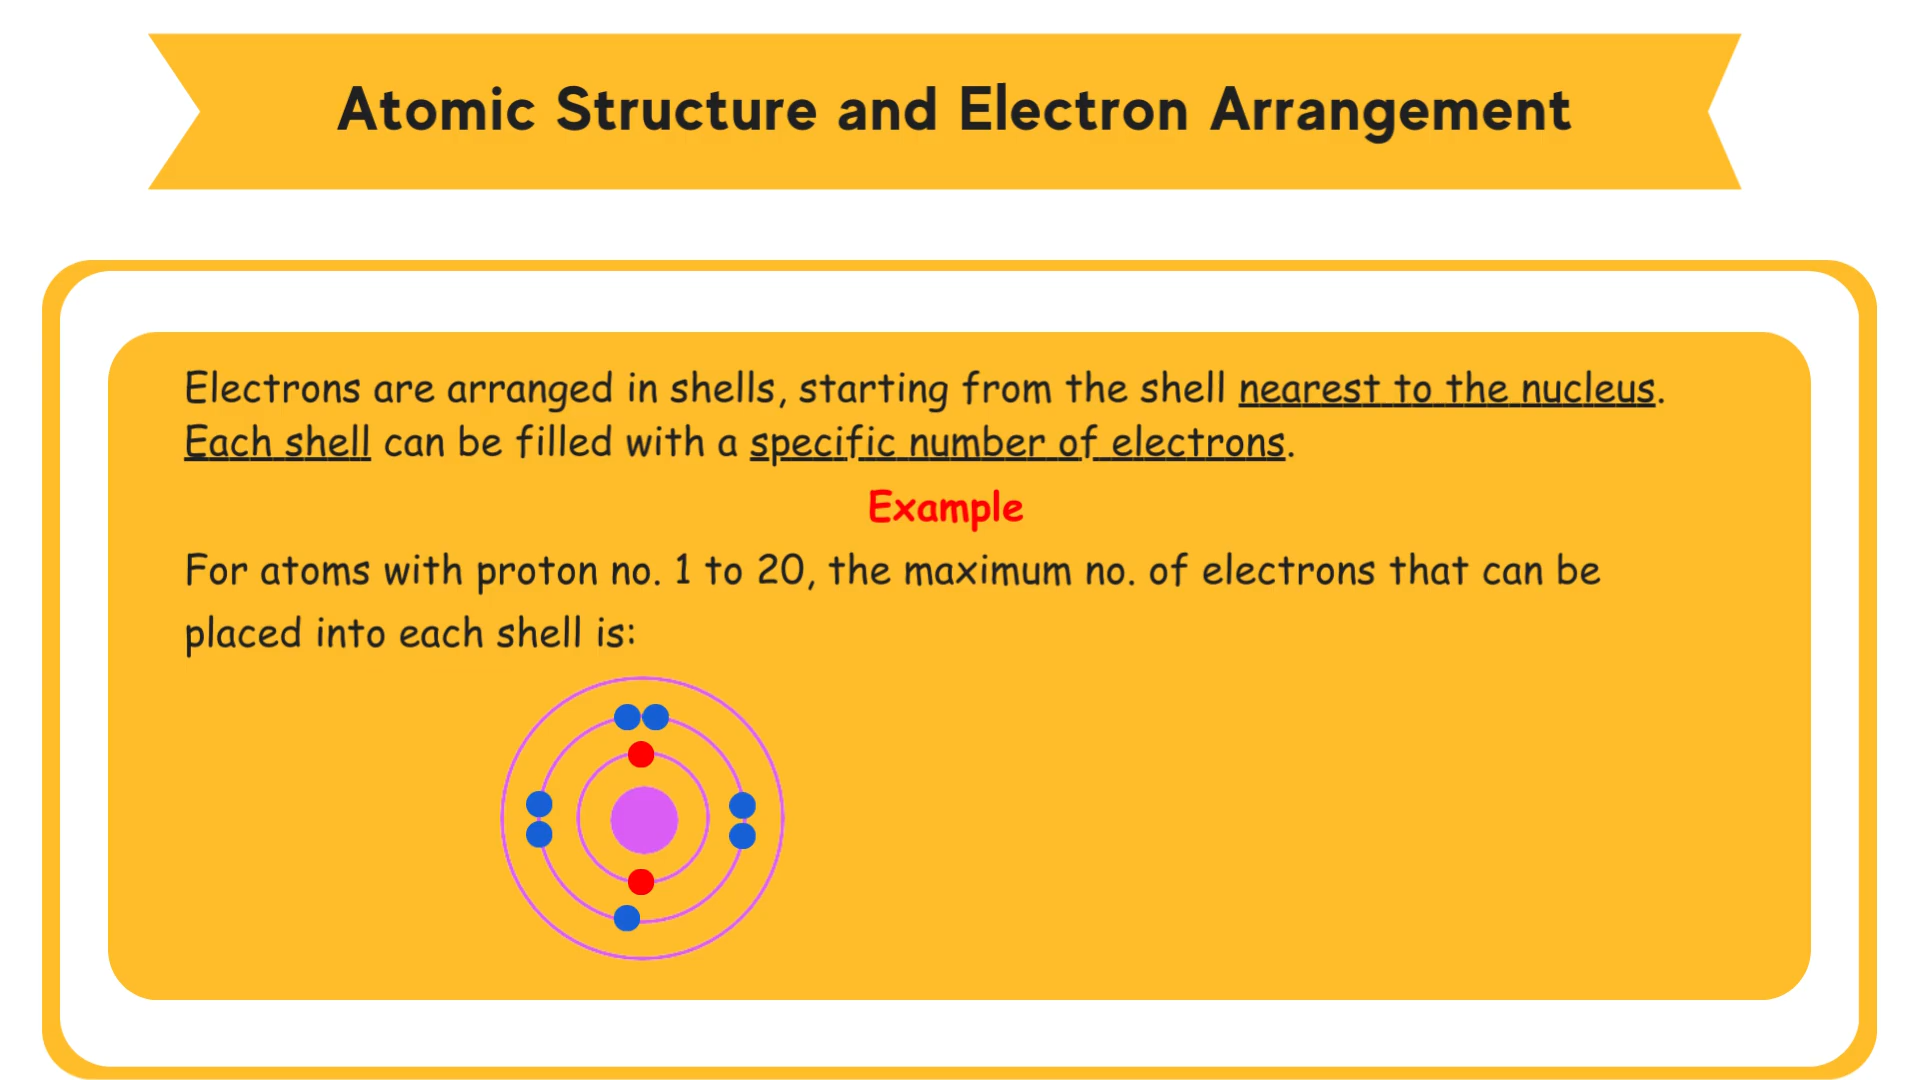 Atomic Structure and Electron Arrangement
Electrons are arranged in shells, starting from the shell nearest to the nucleus.
Each shell can be filled with a specific number of electrons.
Example
For atoms with proton no. 1 to 20, the maximum no. of electrons that can be
placed into each shell is: